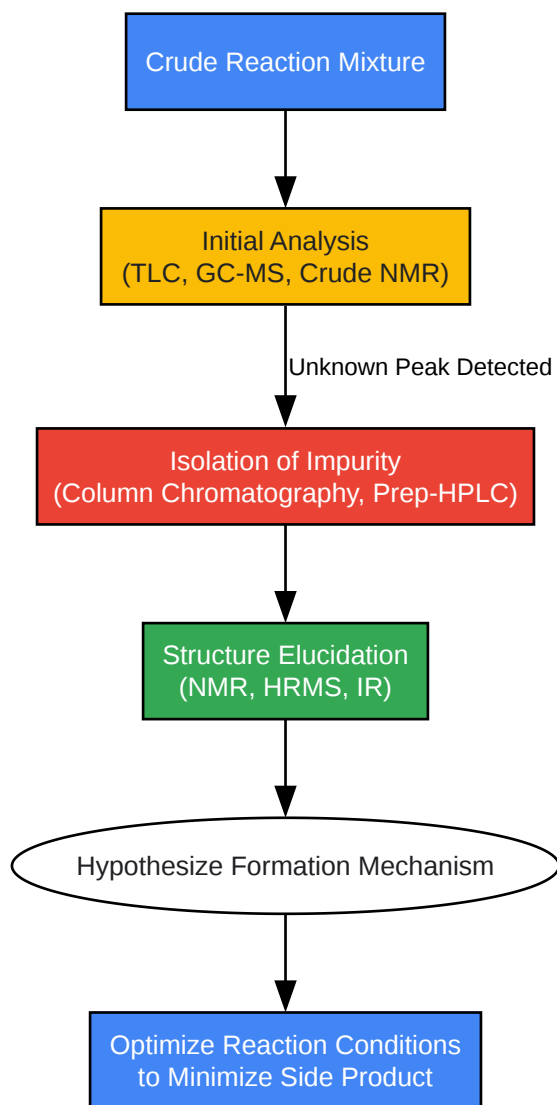 Crude Reaction Mixture
Initial Analysis
(TLC, GC-MS, Crude NMR)
Unknown Peak Detected
Isolation of Impurity
(Column Chromatography, Prep-HPLC)
Structure Elucidation
(NMR, HRMS, IR)
Hypothesize Formation Mechanism
Optimize Reaction Conditions
to Minimize Side Product